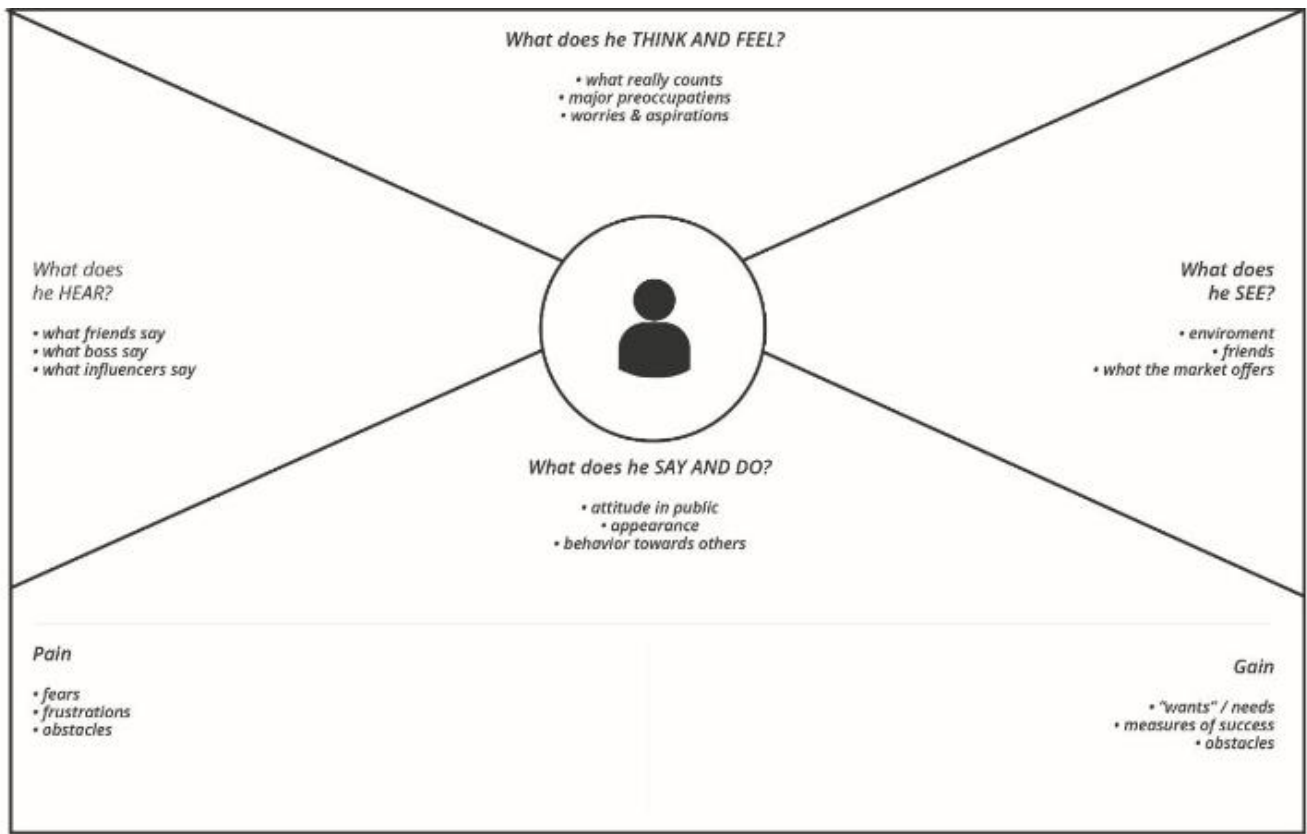 What does he THINK AND FEEL?
• what really counts
• major preoccupatiens
• worries & aspirations
What does
he HEAR?
• what friends say
• what boss say
• what influencers say
What does
he SEE?
• enviroment
• friends
• what the market offers
What does he SAY AND DO?
• attitude in public
• appearance
• behavior towards others
Pain
• fears
• frustrations
• obstacles
Gain
• "wants" / needs
• measures of success
• obstacles